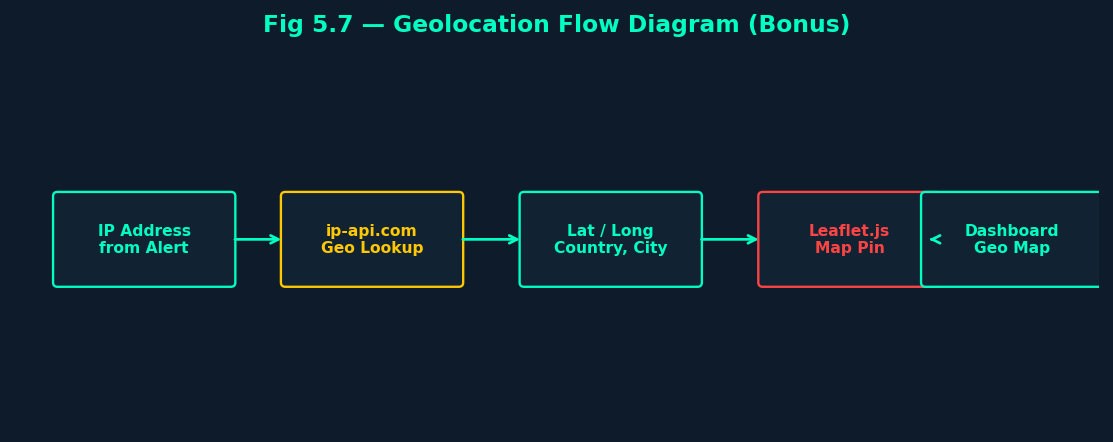 Fig 5.7 — Geolocation Flow Diagram (Bonus)
IP Address
from Alert
ip-api.com
Geo Lookup
Lat / Long
Country, City
Leaflet.js
Map Pin
Dashboard
Geo Map